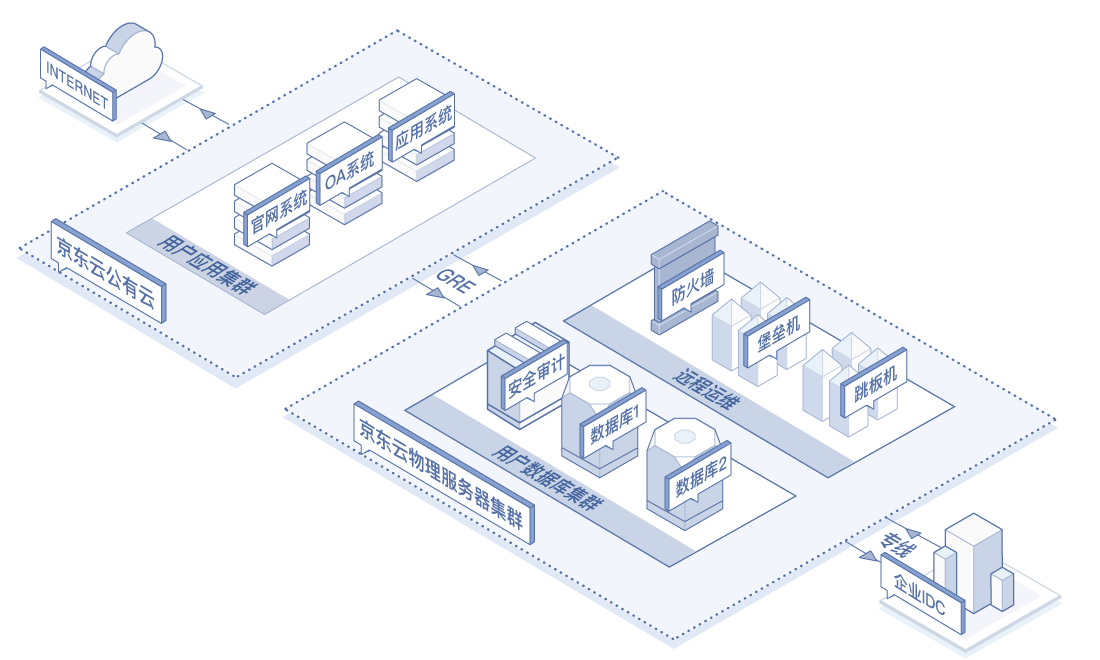 INTERNET
应用系统
OA系统
官网系统
用户应用集群
京东云公有云
GRE
防火墙
堡垒机
跳板机
远程运维
安全审计
数据库1
数据库2
用户数据库集群
京东云物理服务器集群
专线
企业IDC